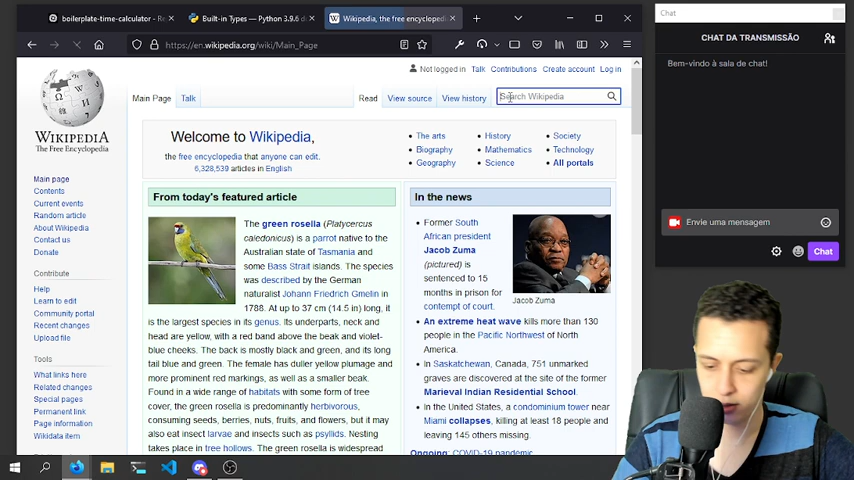 boilerplate-time-calculator - Re
Built-in Types — Python 3.9.6 d
Wikipedia, the free encyclopedi
https://en.wikipedia.org/wiki/Main_Page
Not logged in Talk Contributions Create account Log in
Main Page Talk Read View source View history Search Wikipedia
WIKIPEDIA
The Free Encyclopedia
Main page
Contents
Current events
Random article
About Wikipedia
Contact us
Donate
Contribute
Help
Learn to edit
Community portal
Recent changes
Upload file
Tools
What links here
Related changes
Special pages
Permanent link
Page information
Wikidata item
Welcome to Wikipedia,
the free encyclopedia that anyone can edit.
6,328,539 articles in English
The arts
Biography
Geography
History
Mathematics
Science
Society
Technology
All portals
From today's featured article
The green rosella (Platycercus
caledonicus) is a parrot native to the
Australian state of Tasmania and
some Bass Strait islands. The species
was described by the German
naturalist Johann Friedrich Gmelin in
1788. At up to 37 cm (14.5 in) long, it
is the largest species in its genus. Its underparts, neck and
head are yellow, with a red band above the beak and violet-
blue cheeks. The back is mostly black and green, and its long
tail blue and green. The female has duller yellow plumage and
more prominent red markings, as well as a smaller beak.
Found in a wide range of habitats with some form of tree
cover, the green rosella is predominantly herbivorous,
consuming seeds, berries, nuts, fruits, and flowers, but it may
also eat insect larvae and insects such as psyllids. Nesting
takes place in tree hollows. The green rosella is widespread
In the news
Former South
African president
Jacob Zuma
(pictured) is
sentenced to 15
months in prison for
contempt of court.
Jacob Zuma
An extreme heat wave kills more than 130
people in the Pacific Northwest of North
America.
In Saskatchewan, Canada, 751 unmarked
graves are discovered at the site of the former
Marieval Indian Residential School.
In the United States, a condominium tower near
Miami collapses, killing at least 18 people and
leaving 145 others missing.
Ongoing: COVID-19 pandemic
Chat
CHAT DA TRANSMISSÃO
Bem-vindo à sala de chat!
Envie uma mensagem
Chat